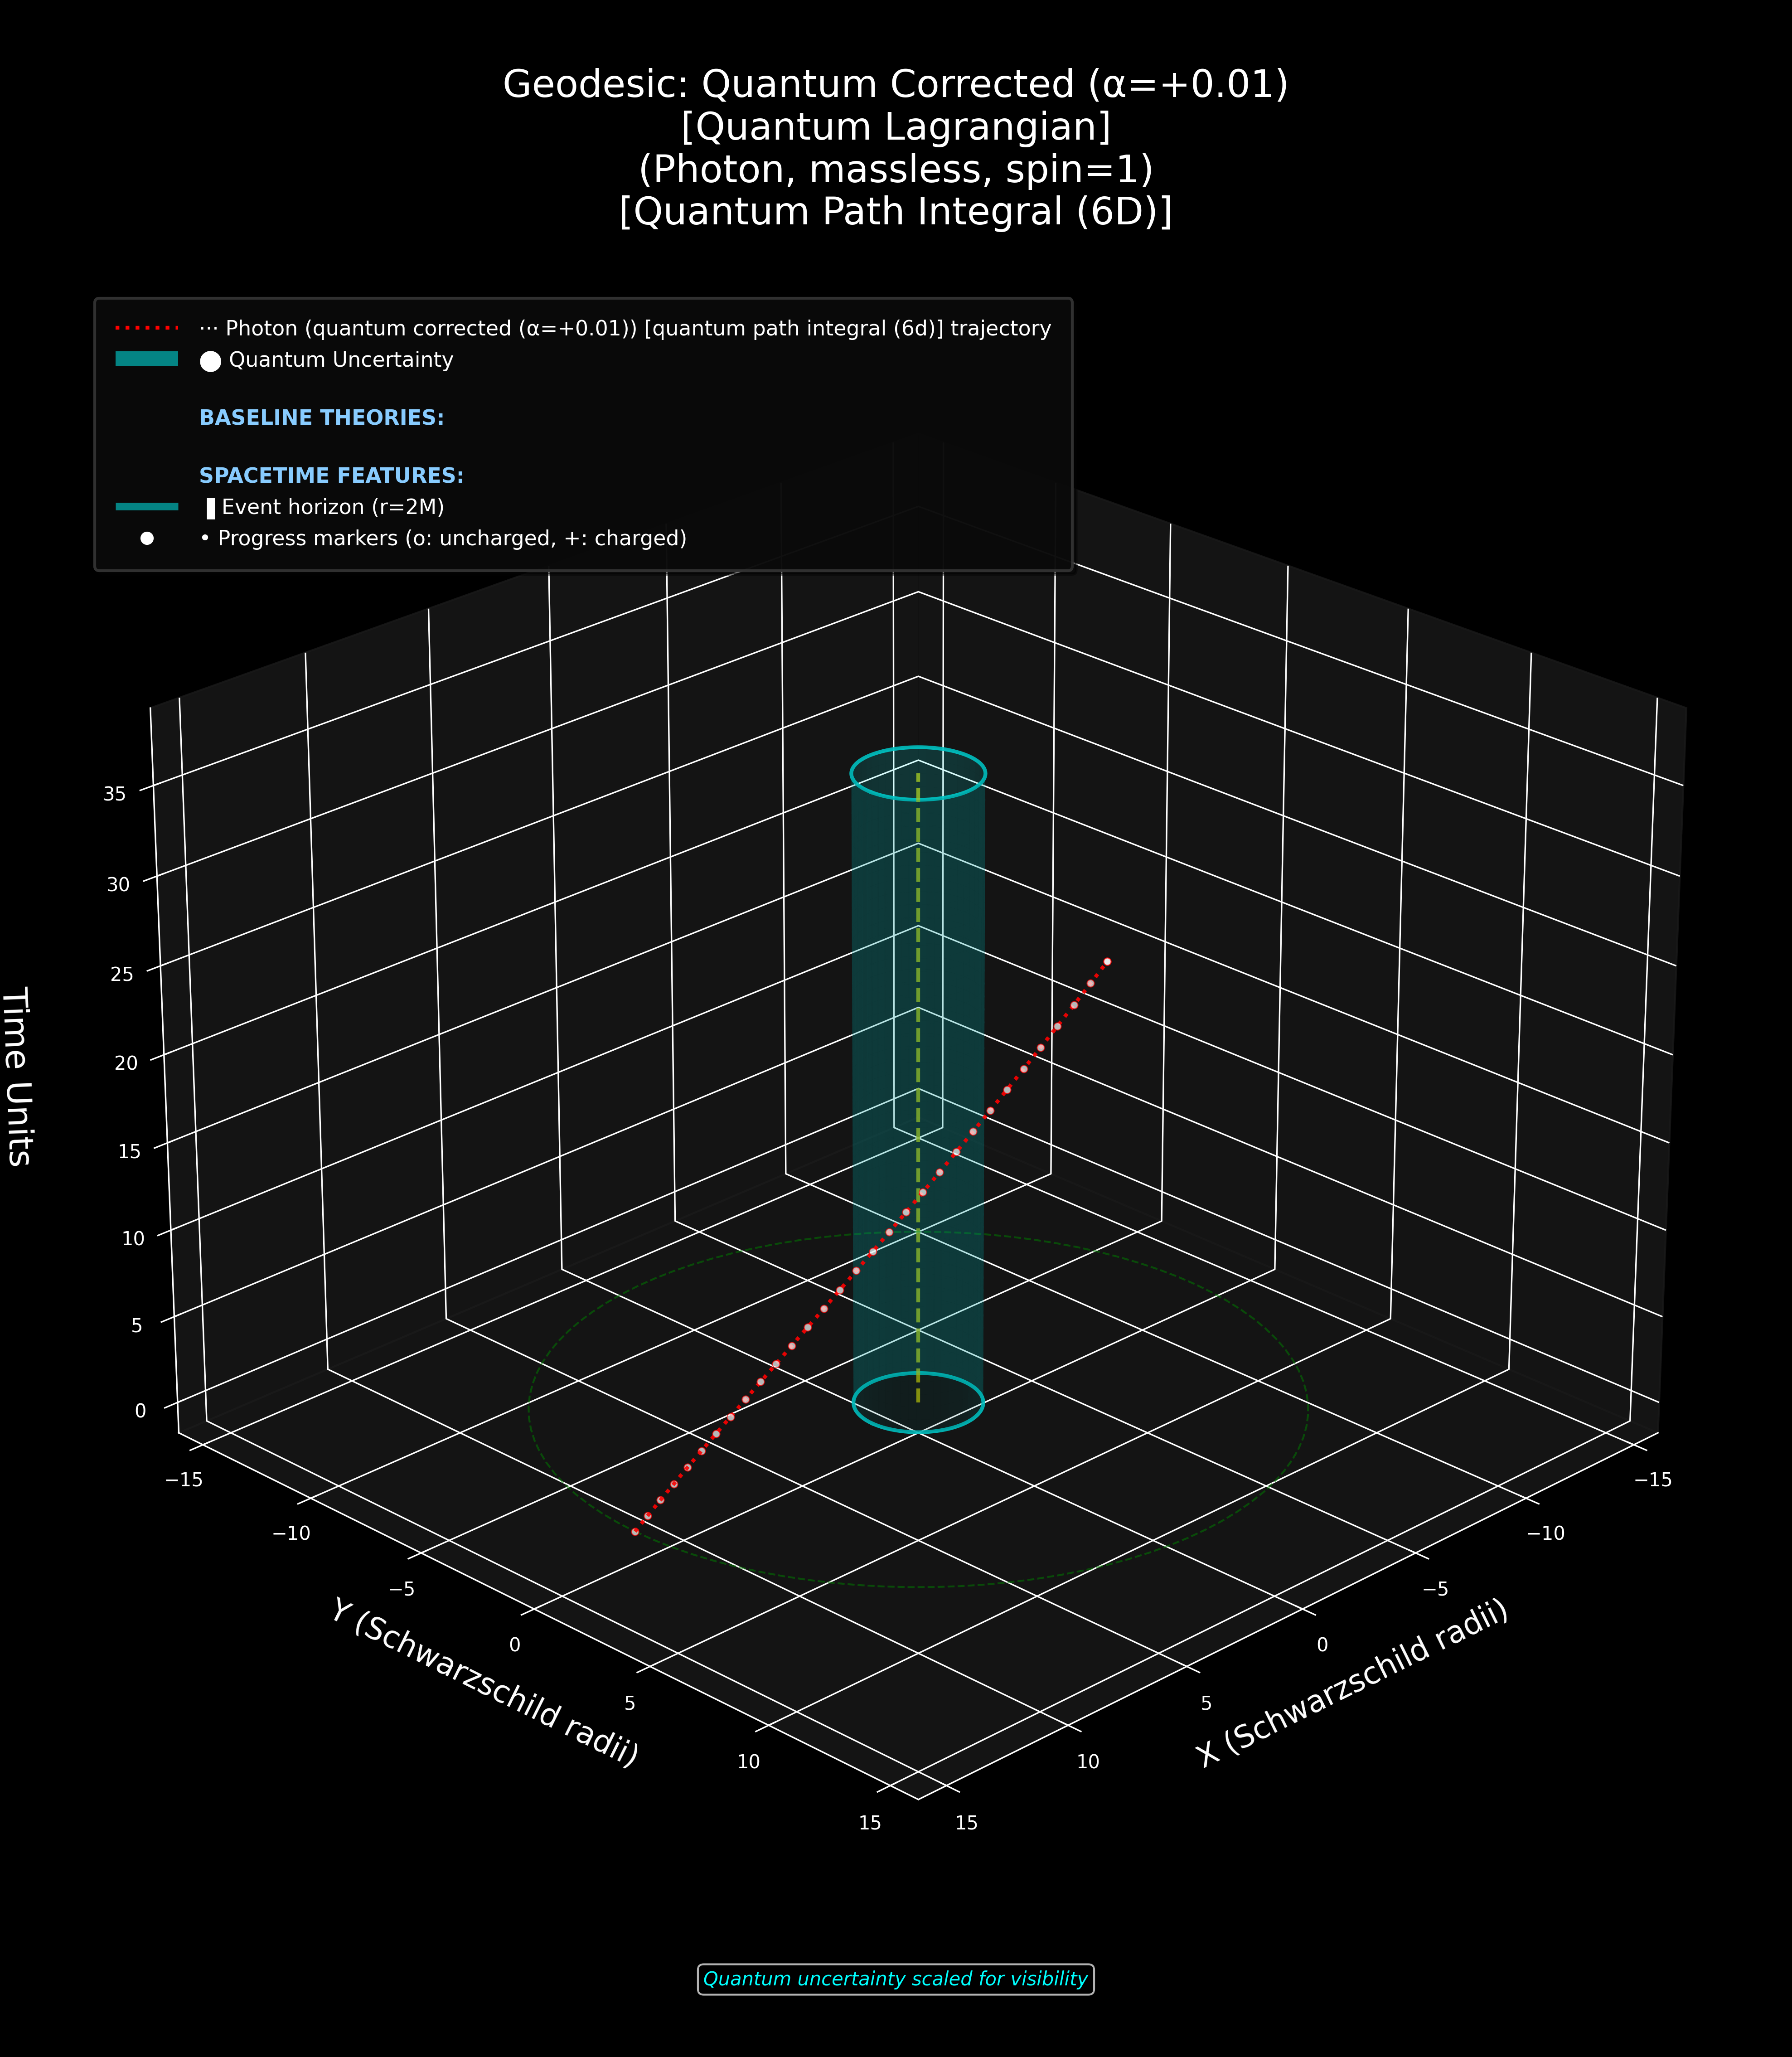 Geodesic: Quantum Corrected (α=+0.01)
[Quantum Lagrangian]
(Photon, massless, spin=1)
[Quantum Path Integral (6D)]
··· Photon (quantum corrected (α=+0.01)) [quantum path integral (6d)] trajectory
⬤ Quantum Uncertainty
BASELINE THEORIES:
SPACETIME FEATURES:
▐ Event horizon (r=2M)
• Progress markers (o: uncharged, +: charged)
35
30
25
20
15
10
5
0
Time Units
−15
−10
−5
0
5
10
15
Y (Schwarzschild radii)
−15
−10
−5
0
5
10
15
X (Schwarzschild radii)
Quantum uncertainty scaled for visibility